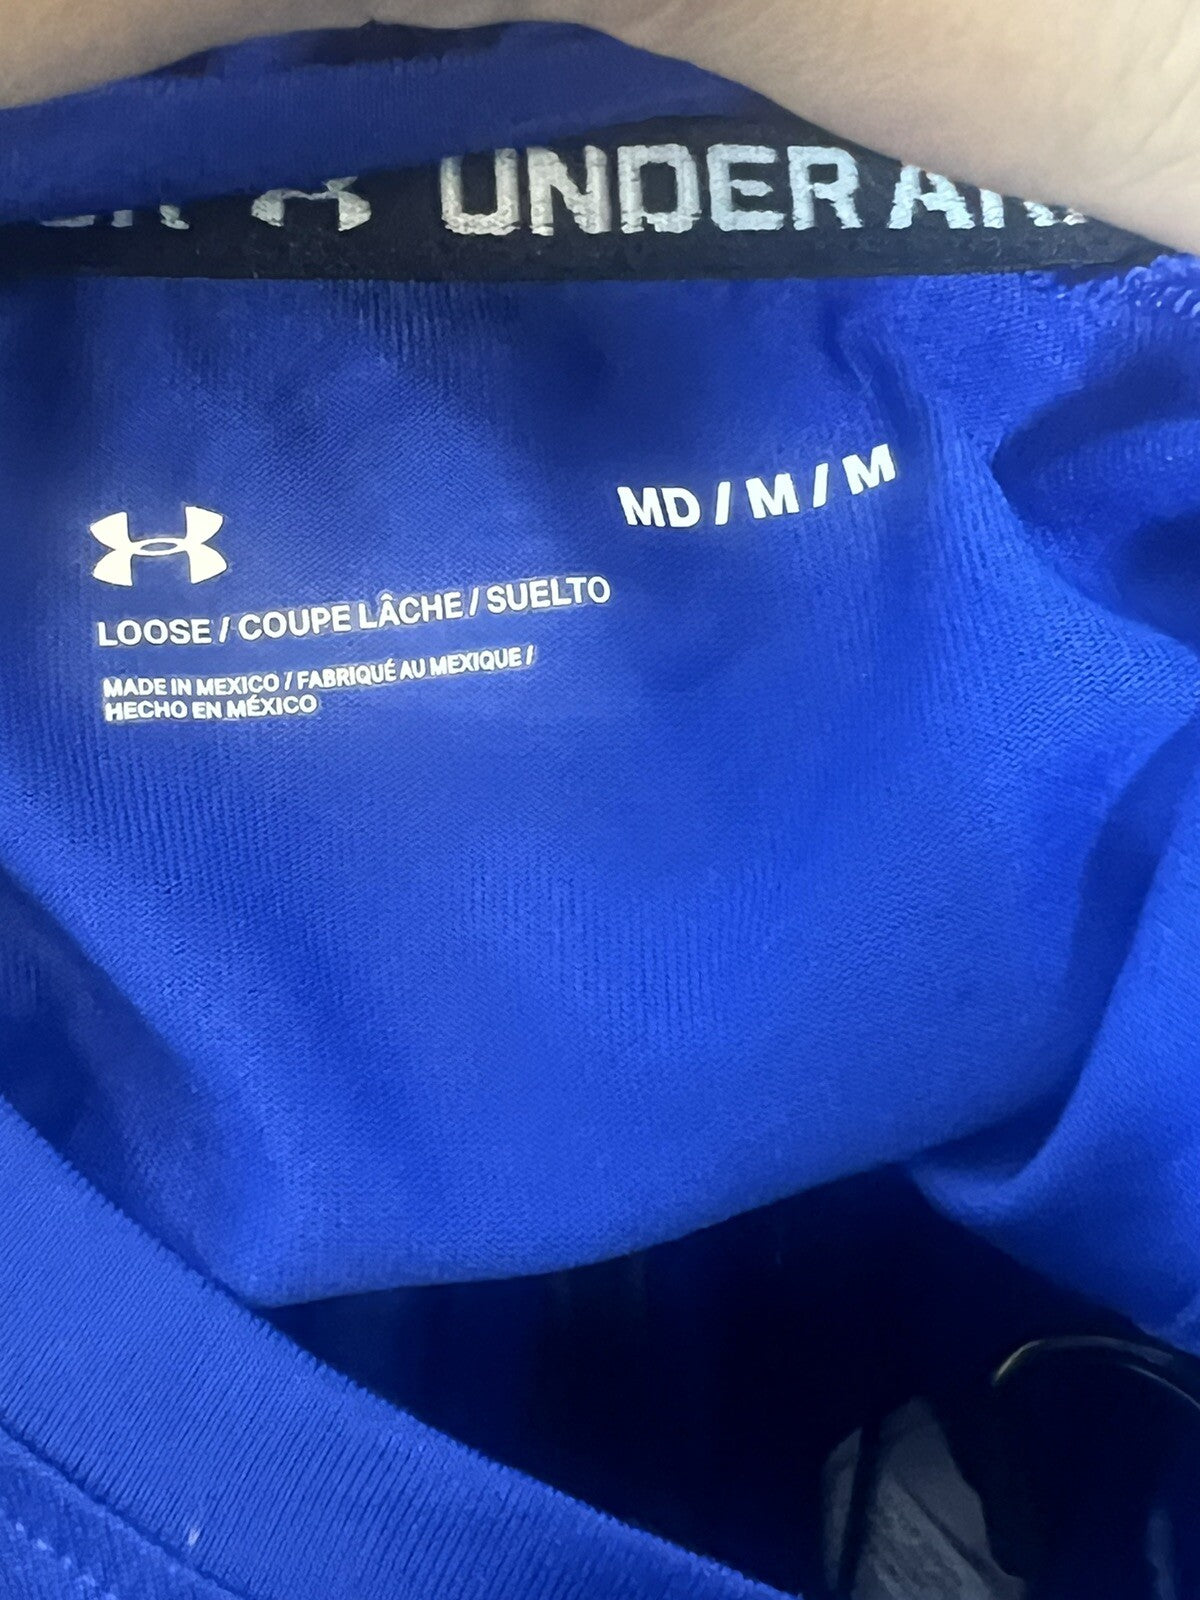 UNDER
MD / M / M
LOOSE / COUPE LÂCHE / SUELTO
MADE IN MEXICO / FABRIQUÉ AU MEXIQUE /
HECHO EN MÉXICO